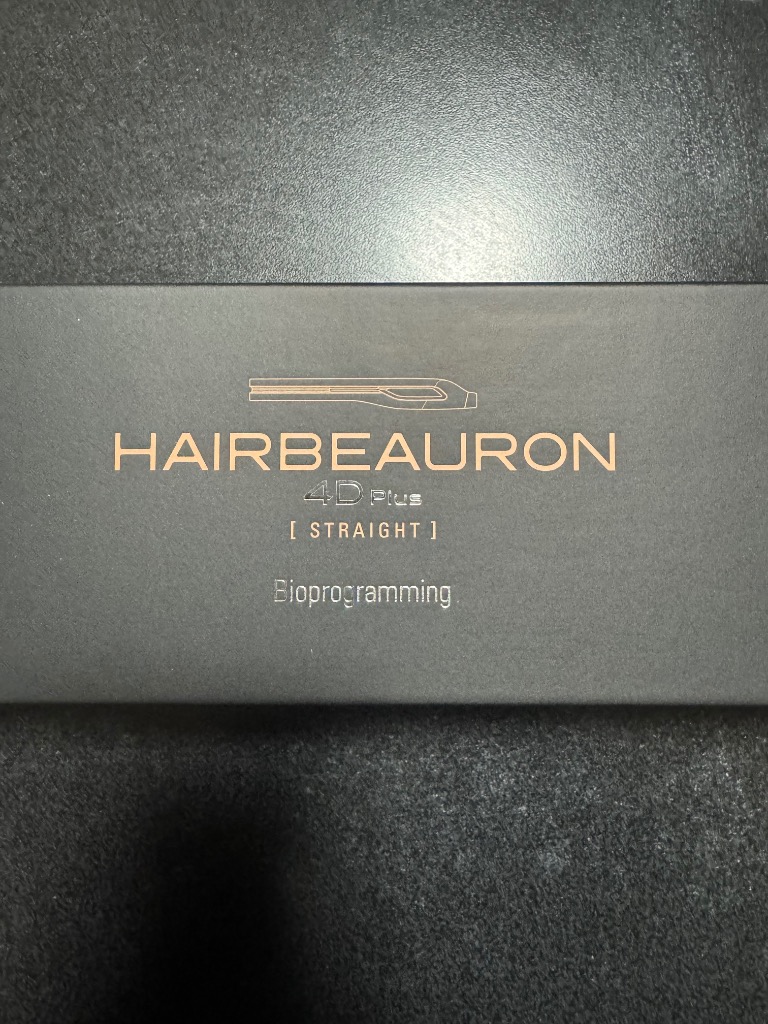 HAIRBEAURON
4D Plus
[ STRAIGHT ]
Bioprogramming